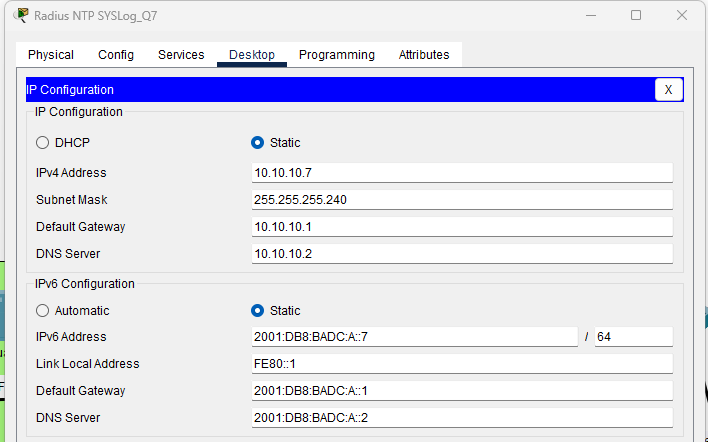 Radius NTP SYSLog_Q7
Physical Config Services Desktop Programming Attributes
IP Configuration X
IP Configuration
DHCP Static
IPv4 Address 10.10.10.7
Subnet Mask 255.255.255.240
Default Gateway 10.10.10.1
DNS Server 10.10.10.2
IPv6 Configuration
Automatic Static
IPv6 Address 2001:DB8:BADC:A::7 / 64
Link Local Address FE80::1
Default Gateway 2001:DB8:BADC:A::1
DNS Server 2001:DB8:BADC:A::2